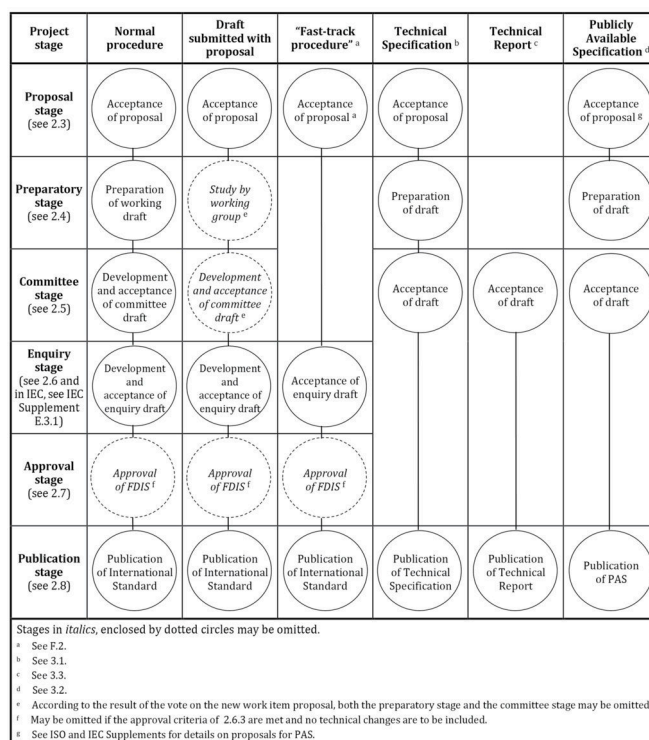 Project stage
Normal procedure
Draft submitted with proposal
“Fast-track procedure” a
Technical Specification b
Technical Report c
Publicly Available Specification d
Proposal stage
(see 2.3)
Acceptance of proposal
Acceptance of proposal
Acceptance of proposal a
Acceptance of proposal
Acceptance of proposal g
Preparatory stage
(see 2.4)
Preparation of working draft
Study by working group e
Preparation of draft
Preparation of draft
Committee stage
(see 2.5)
Development and acceptance of committee draft
Development and acceptance of committee draft e
Acceptance of draft
Acceptance of draft
Acceptance of draft
Enquiry stage
(see 2.6 and in IEC, see IEC Supplement E.3.1)
Development and acceptance of enquiry draft
Development and acceptance of enquiry draft
Acceptance of enquiry draft
Approval stage
(see 2.7)
Approval of FDIS f
Approval of FDIS f
Approval of FDIS f
Publication stage
(see 2.8)
Publication of International Standard
Publication of International Standard
Publication of International Standard
Publication of Technical Specification
Publication of Technical Report
Publication of PAS
Stages in italics, enclosed by dotted circles may be omitted.
a See F.2.
b See 3.1.
c See 3.3.
d See 3.2.
e According to the result of the vote on the new work item proposal, both the preparatory stage and the committee stage may be omitted
f May be omitted if the approval criteria of 2.6.3 are met and no technical changes are to be included.
g See ISO and IEC Supplements for details on proposals for PAS.